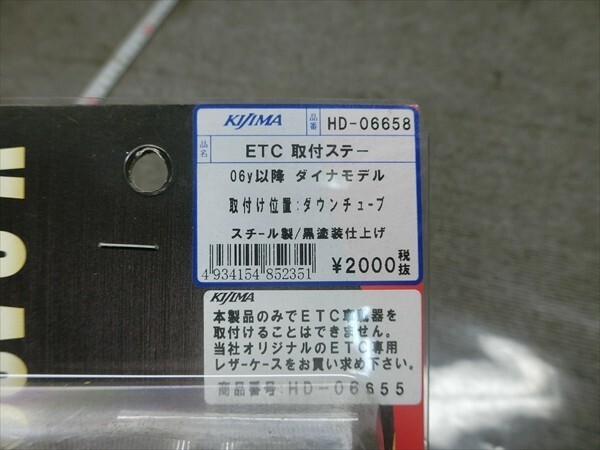 KIJIMA 品番 HD-06658
品名 ETC 取付ステー
06y以降 ダイナモデル
取付け位置:ダウンチューブ
スチール製/黒塗装仕上げ
4 934154 852351
¥2000税抜
KIJIMA
本製品のみでETC車載器を
取付けることはできません。
当社オリジナルのETC専用
レザーケースをお買い求め下さい。
商品番号:HD-06655